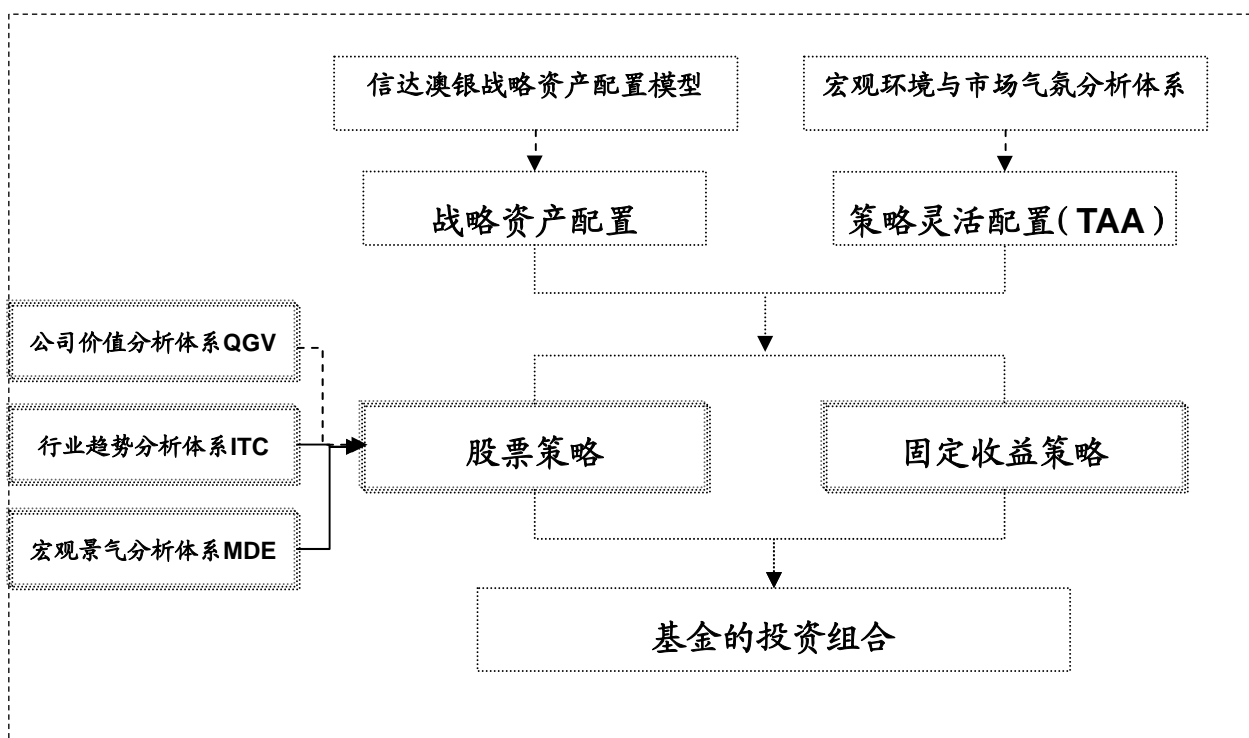 信达澳银战略资产配置模型
宏观环境与市场气氛分析体系
战略资产配置
策略灵活配置(TAA)
公司价值分析体系QGV
行业趋势分析体系ITC
宏观景气分析体系MDE
股票策略
固定收益策略
基金的投资组合